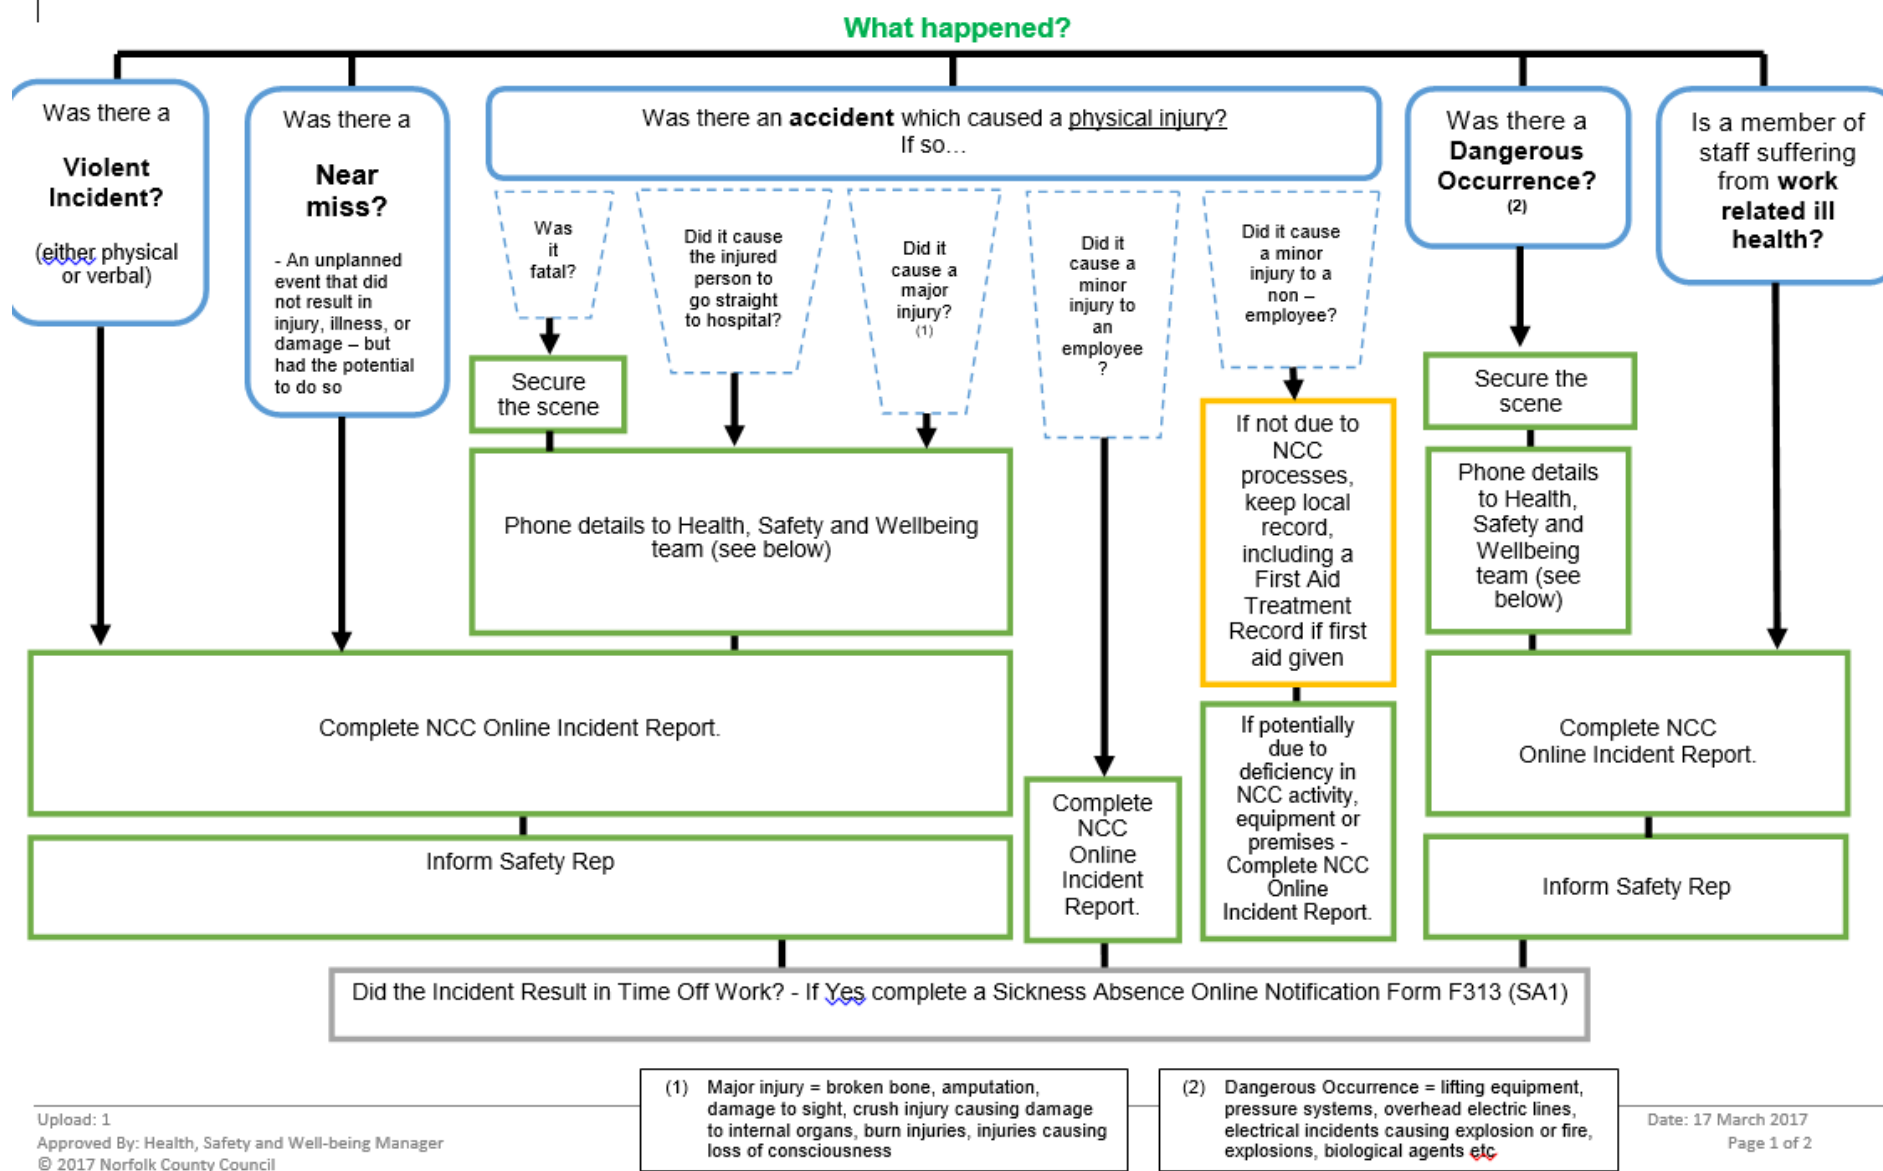 What happened?
Was there a
Violent
Incident?
(either physical
or verbal)
Was there a
Near
miss?
- An unplanned
event that did
not result in
injury, illness, or
damage – but
had the potential
to do so
Was there an accident which caused a physical injury?
If so…
Was
it
fatal?
Did it cause
the injured
person to
go straight
to hospital?
Did it
cause a
major
injury?
(1)
Did it
cause a
minor
injury to
an
employee
?
Did it cause
a minor
injury to a
non –
employee?
Was there a
Dangerous
Occurrence?
(2)
Is a member of
staff suffering
from work
related ill
health?
Secure
the scene
Phone details to Health, Safety and Wellbeing
team (see below)
If not due to
NCC
processes,
keep local
record,
including a
First Aid
Treatment
Record if first
aid given
Secure the
scene
Phone details
to Health,
Safety and
Wellbeing
team (see
below)
Complete NCC Online Incident Report.
Inform Safety Rep
Complete
NCC
Online
Incident
Report.
If potentially
due to
deficiency in
NCC activity,
equipment or
premises -
Complete NCC
Online
Incident Report.
Complete NCC
Online Incident Report.
Inform Safety Rep
Did the Incident Result in Time Off Work? - If Yes complete a Sickness Absence Online Notification Form F313 (SA1)
(1) Major injury = broken bone, amputation,
damage to sight, crush injury causing damage
to internal organs, burn injuries, injuries causing
loss of consciousness
(2) Dangerous Occurrence = lifting equipment,
pressure systems, overhead electric lines,
electrical incidents causing explosion or fire,
explosions, biological agents etc
Upload: 1
Approved By: Health, Safety and Well-being Manager
© 2017 Norfolk County Council
Date: 17 March 2017
Page 1 of 2